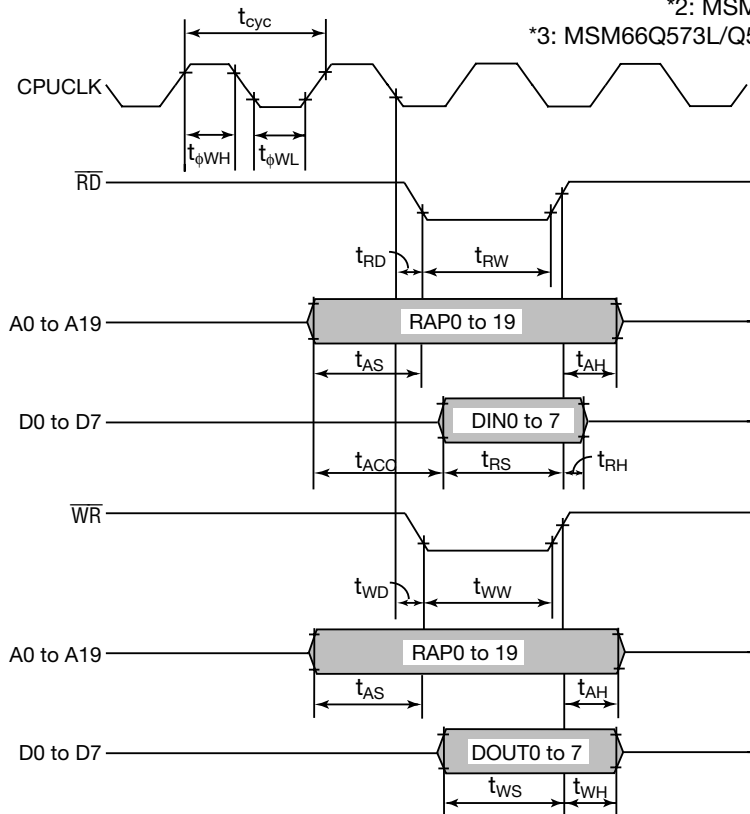 *2: MSM
*3: MSM66Q573L/Q5
tcyc
CPUCLK
tφWH
tφWL
RD
tRD
tRW
A0 to A19
RAP0 to 19
tAS
tAH
D0 to D7
DIN0 to 7
tACC
tRS
tRH
WR
tWD
tWW
A0 to A19
RAP0 to 19
tAS
tAH
D0 to D7
DOUT0 to 7
tWS
tWH